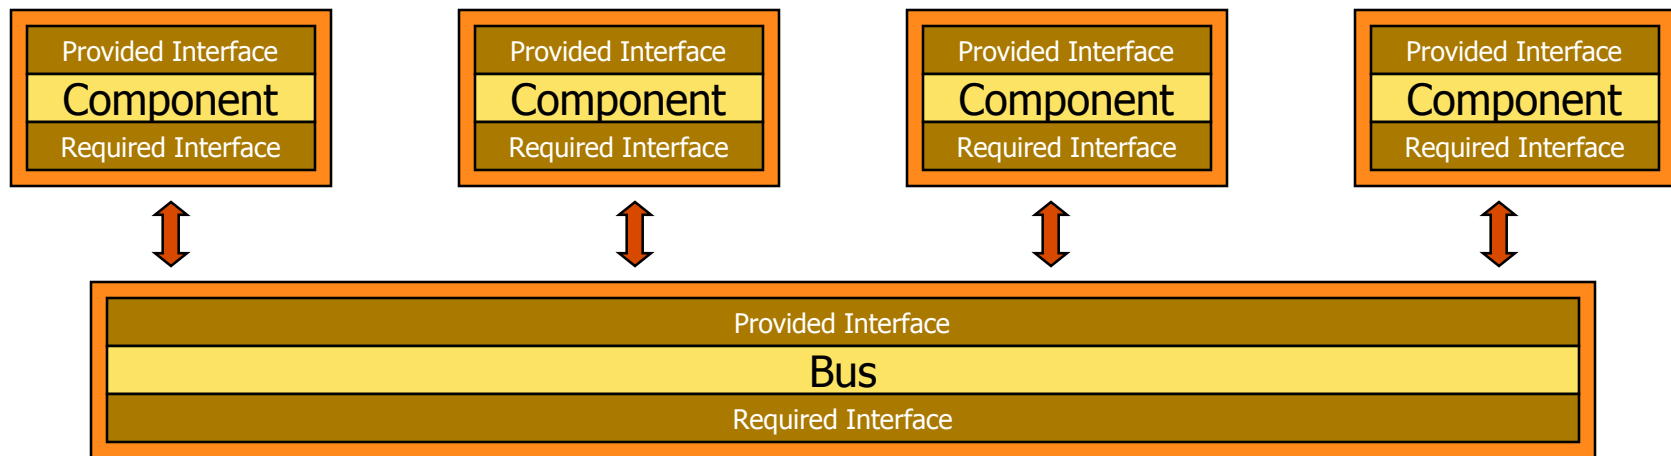 Provided Interface
Component
Required Interface
Provided Interface
Component
Required Interface
Provided Interface
Component
Required Interface
Provided Interface
Component
Required Interface
Provided Interface
Bus
Required Interface